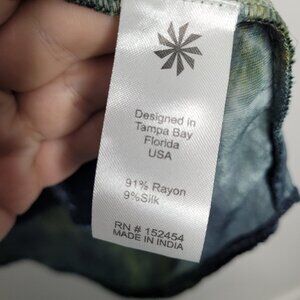 Designed in
Tampa Bay
Florida
USA
91% Rayon
9%Silk
RN # 152454
MADE IN INDIA